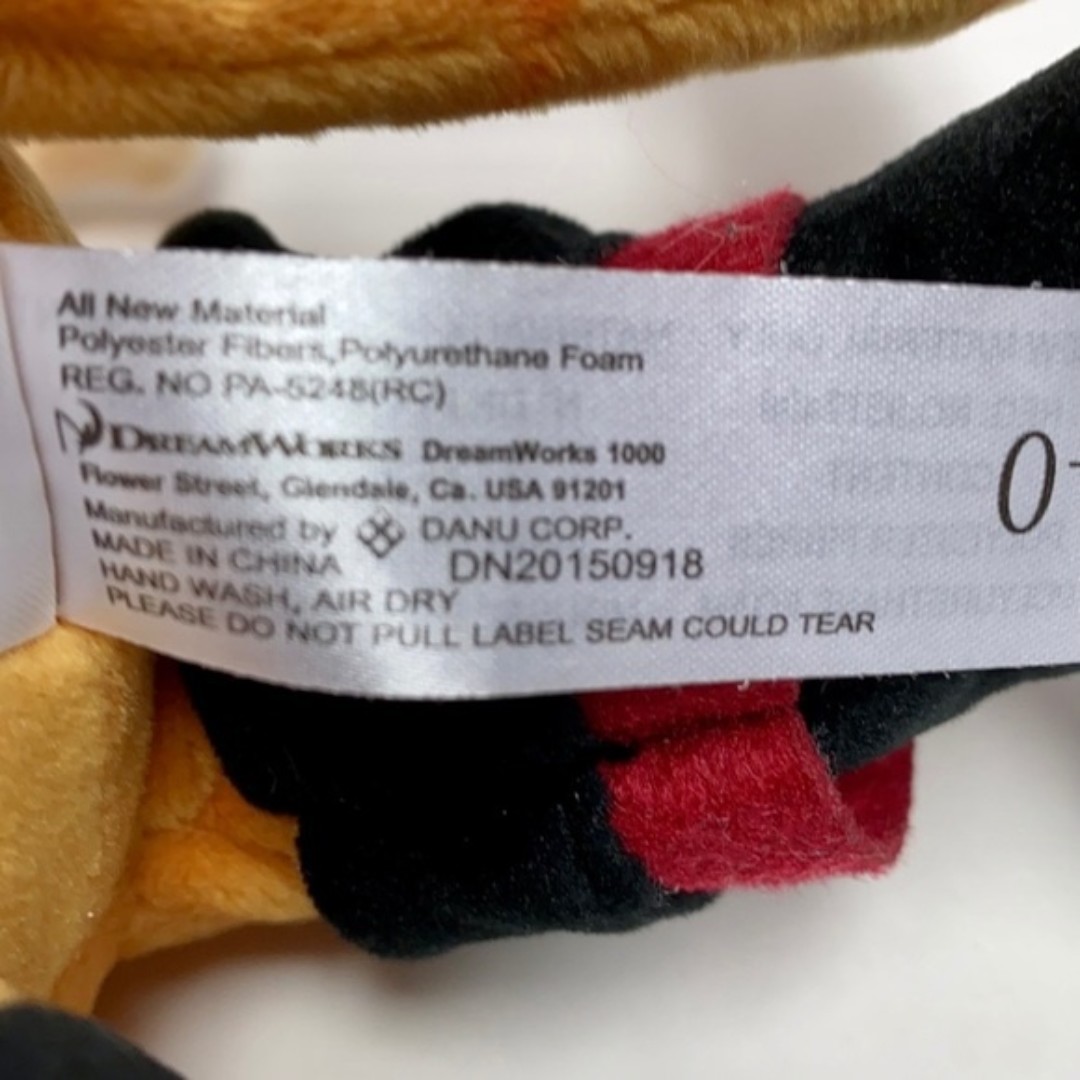 All New Material
Polyester Fibers,Polyurethane Foam
REG. NO PA-5248(RC)
DREAMWORKS DreamWorks 1000
Flower Street, Glendale, Ca. USA 91201
Manufactured by DANU CORP.
MADE IN CHINA DN20150918
HAND WASH, AIR DRY
PLEASE DO NOT PULL LABEL SEAM COULD TEAR
0+